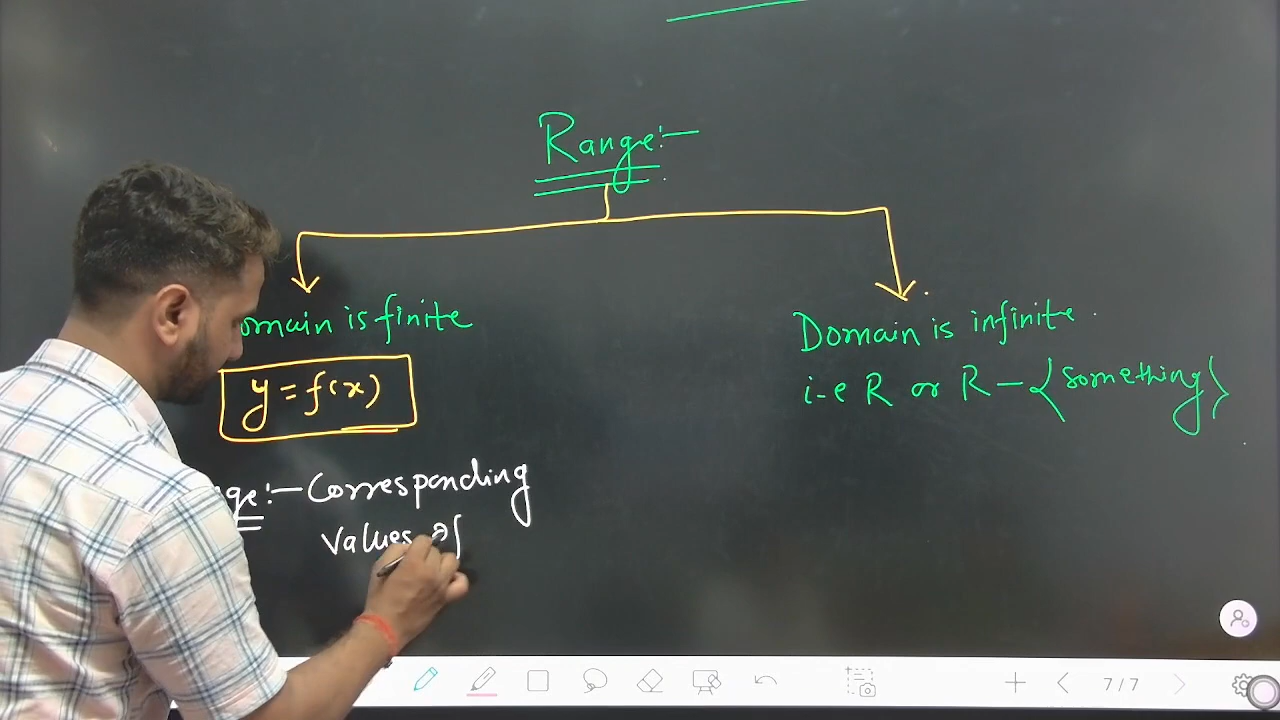 Range:-
omain is finite
y = f(x)
ge:- Corresponding
Values of
Domain is infinite.
i-e R or R - {something}
7/7